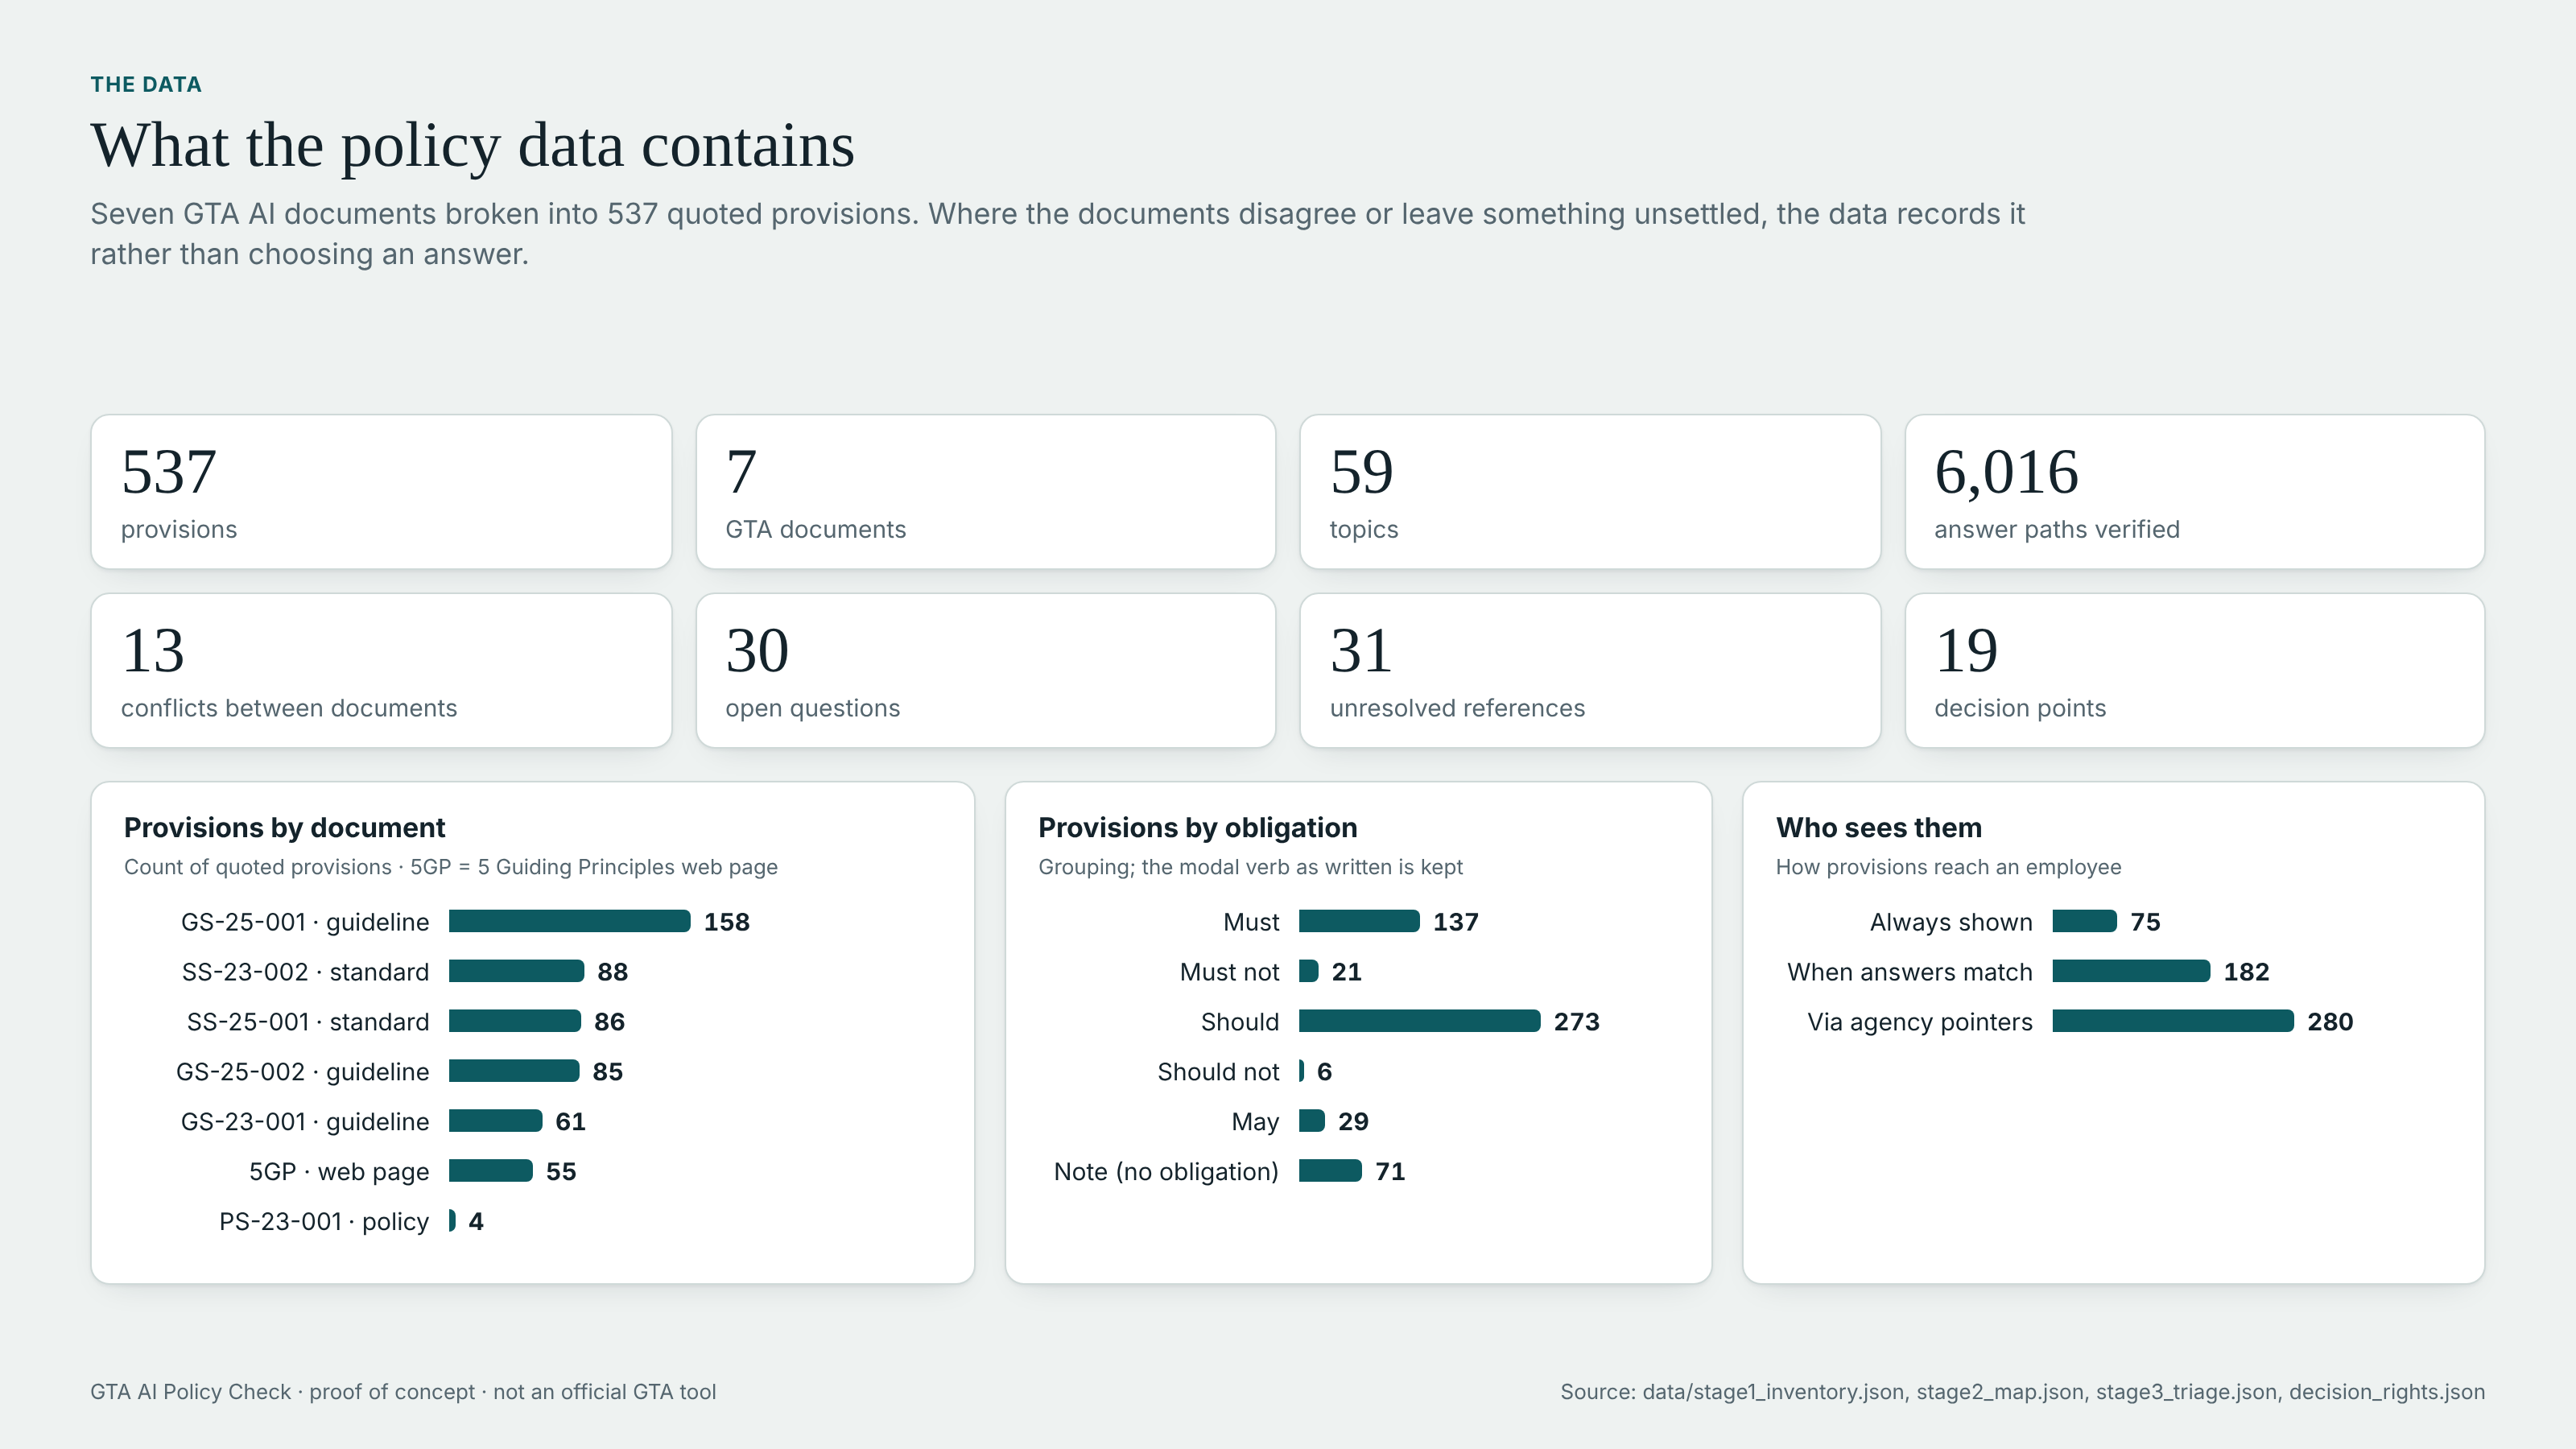 THE DATA
What the policy data contains
Seven GTA AI documents broken into 537 quoted provisions. Where the documents disagree or leave something unsettled, the data records it
rather than choosing an answer.
537
provisions
7
GTA documents
59
topics
6,016
answer paths verified
13
conflicts between documents
30
open questions
31
unresolved references
19
decision points
Provisions by document
Count of quoted provisions · 5GP = 5 Guiding Principles web page
GS-25-001 · guideline 158
SS-23-002 · standard 88
SS-25-001 · standard 86
GS-25-002 · guideline 85
GS-23-001 · guideline 61
5GP · web page 55
PS-23-001 · policy 4
Provisions by obligation
Grouping; the modal verb as written is kept
Must 137
Must not 21
Should 273
Should not 6
May 29
Note (no obligation) 71
Who sees them
How provisions reach an employee
Always shown 75
When answers match 182
Via agency pointers 280
GTA AI Policy Check · proof of concept · not an official GTA tool
Source: data/stage1_inventory.json, stage2_map.json, stage3_triage.json, decision_rights.json